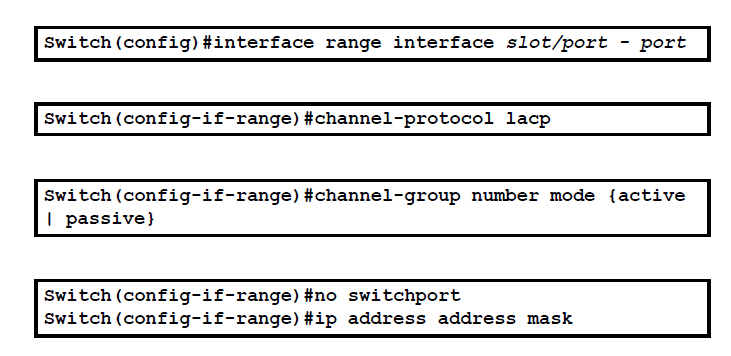 Switch(config)#interface range interface slot/port - port
Switch(config-if-range)#channel-protocol lacp
Switch(config-if-range)#channel-group number mode {active
| passive}
Switch(config-if-range)#no switchport
Switch(config-if-range)#ip address address mask